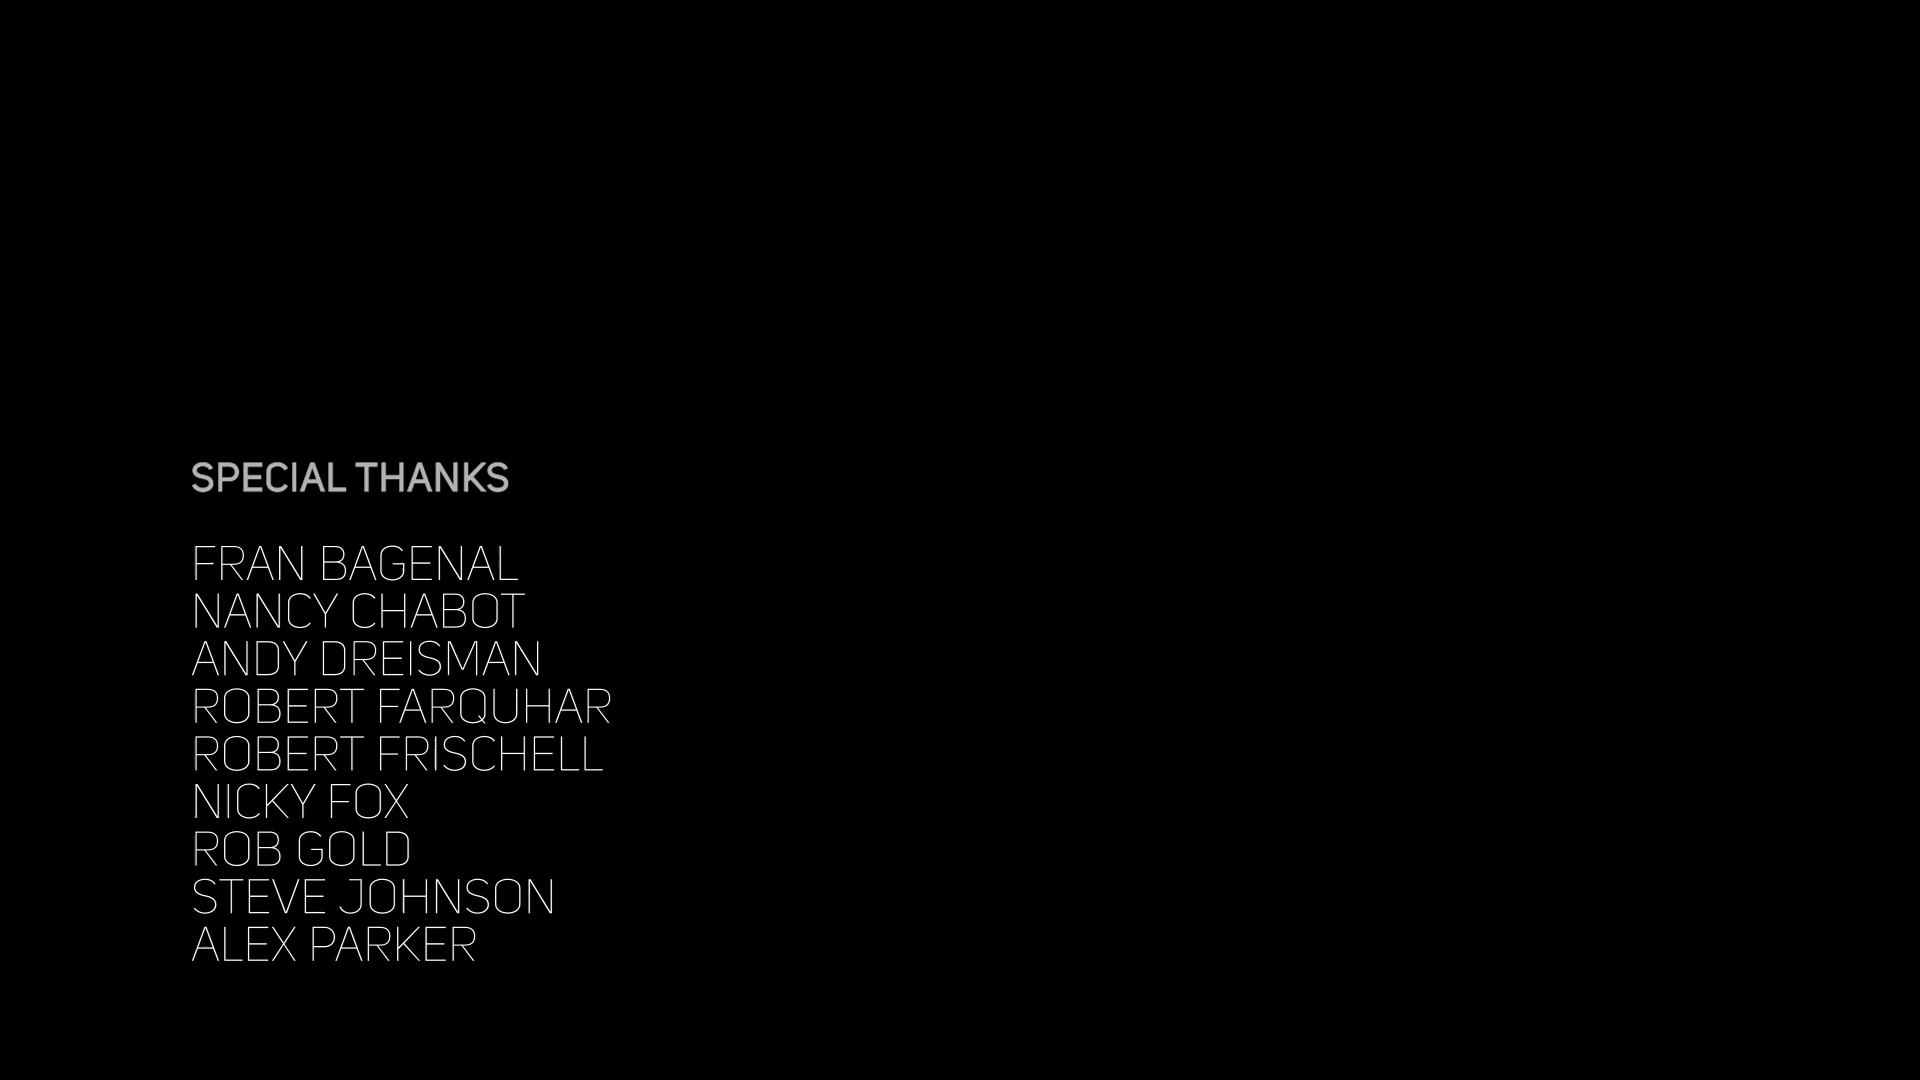 SPECIAL THANKS
FRAN BAGENAL
NANCY CHABOT
ANDY DREISMAN
ROBERT FARQUHAR
ROBERT FRISCHELL
NICKY FOX
ROB GOLD
STEVE JOHNSON
ALEX PARKER